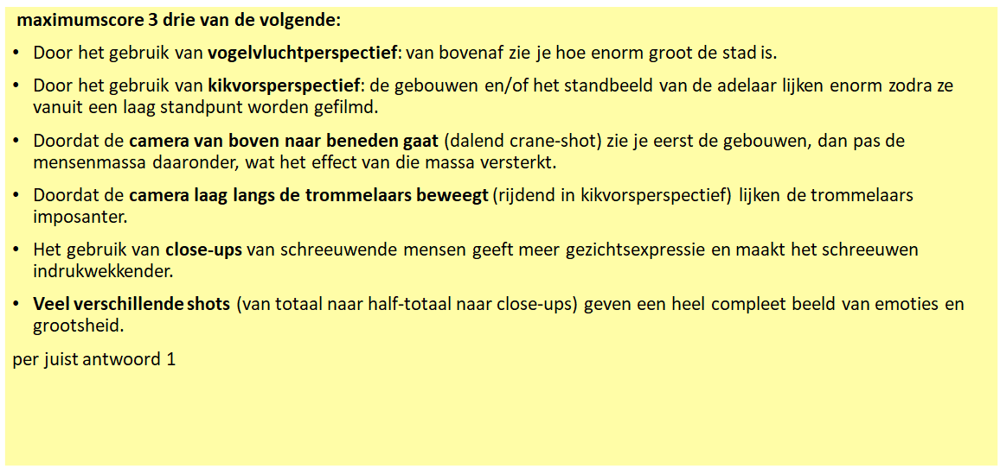 maximumscore 3 drie van de volgende:
• Door het gebruik van vogelvluchtperspectief: van bovenaf zie je hoe enorm groot de stad is.
• Door het gebruik van kikvorsperspectief: de gebouwen en/of het standbeeld van de adelaar lijken enorm zodra ze
vanuit een laag standpunt worden gefilmd.
• Doordat de camera van boven naar beneden gaat (dalend crane-shot) zie je eerst de gebouwen, dan pas de
mensenmassa daaronder, wat het effect van die massa versterkt.
• Doordat de camera laag langs de trommelaars beweegt (rijdend in kikvorsperspectief) lijken de trommelaars
imposanter.
• Het gebruik van close-ups van schreeuwende mensen geeft meer gezichtsexpressie en maakt het schreeuwen
indrukwekkender.
• Veel verschillende shots (van totaal naar half-totaal naar close-ups) geven een heel compleet beeld van emoties en
grootsheid.
per juist antwoord 1